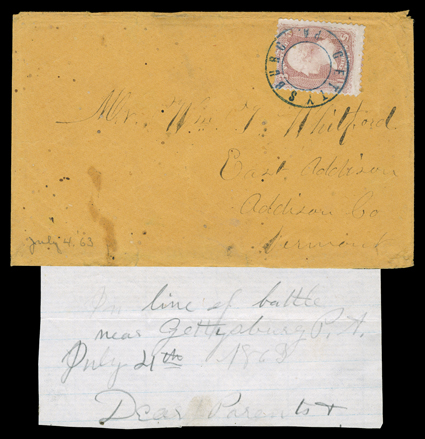 GETTYSBURG PA.
Mr. Wm. T. Whitford
East Addison
Addison Co
Vermont
July 4. 63
In line of battle
near Gettysburg P.A.
July 4th 1863
Dear Parents +